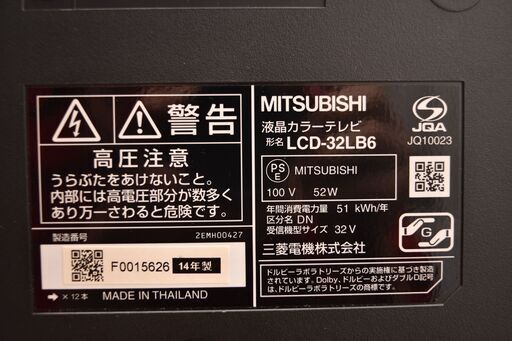 警告
高圧注意
うらぶたをあけないこと。
内部には高電圧部分が数多く
あり万一さわると危険です。
製造番号 2EMH00427
F0015626 14年製
→ ×12本 MADE IN THAILAND
MITSUBISHI
液晶カラーテレビ
形名 LCD-32LB6
PS
E MITSUBISHI
100 V 52W
年間消費電力量 51 kWh/年
区分名 DN
受信機型サイズ 32 V
三菱電機株式会社
ドルビーラボラトリーズからの実施権に基づき製造
されています。Dolby、ドルビーおよびダブルD記号
は、ドルビーラボラトリーズの商標です。
JQA
JQ10023
G